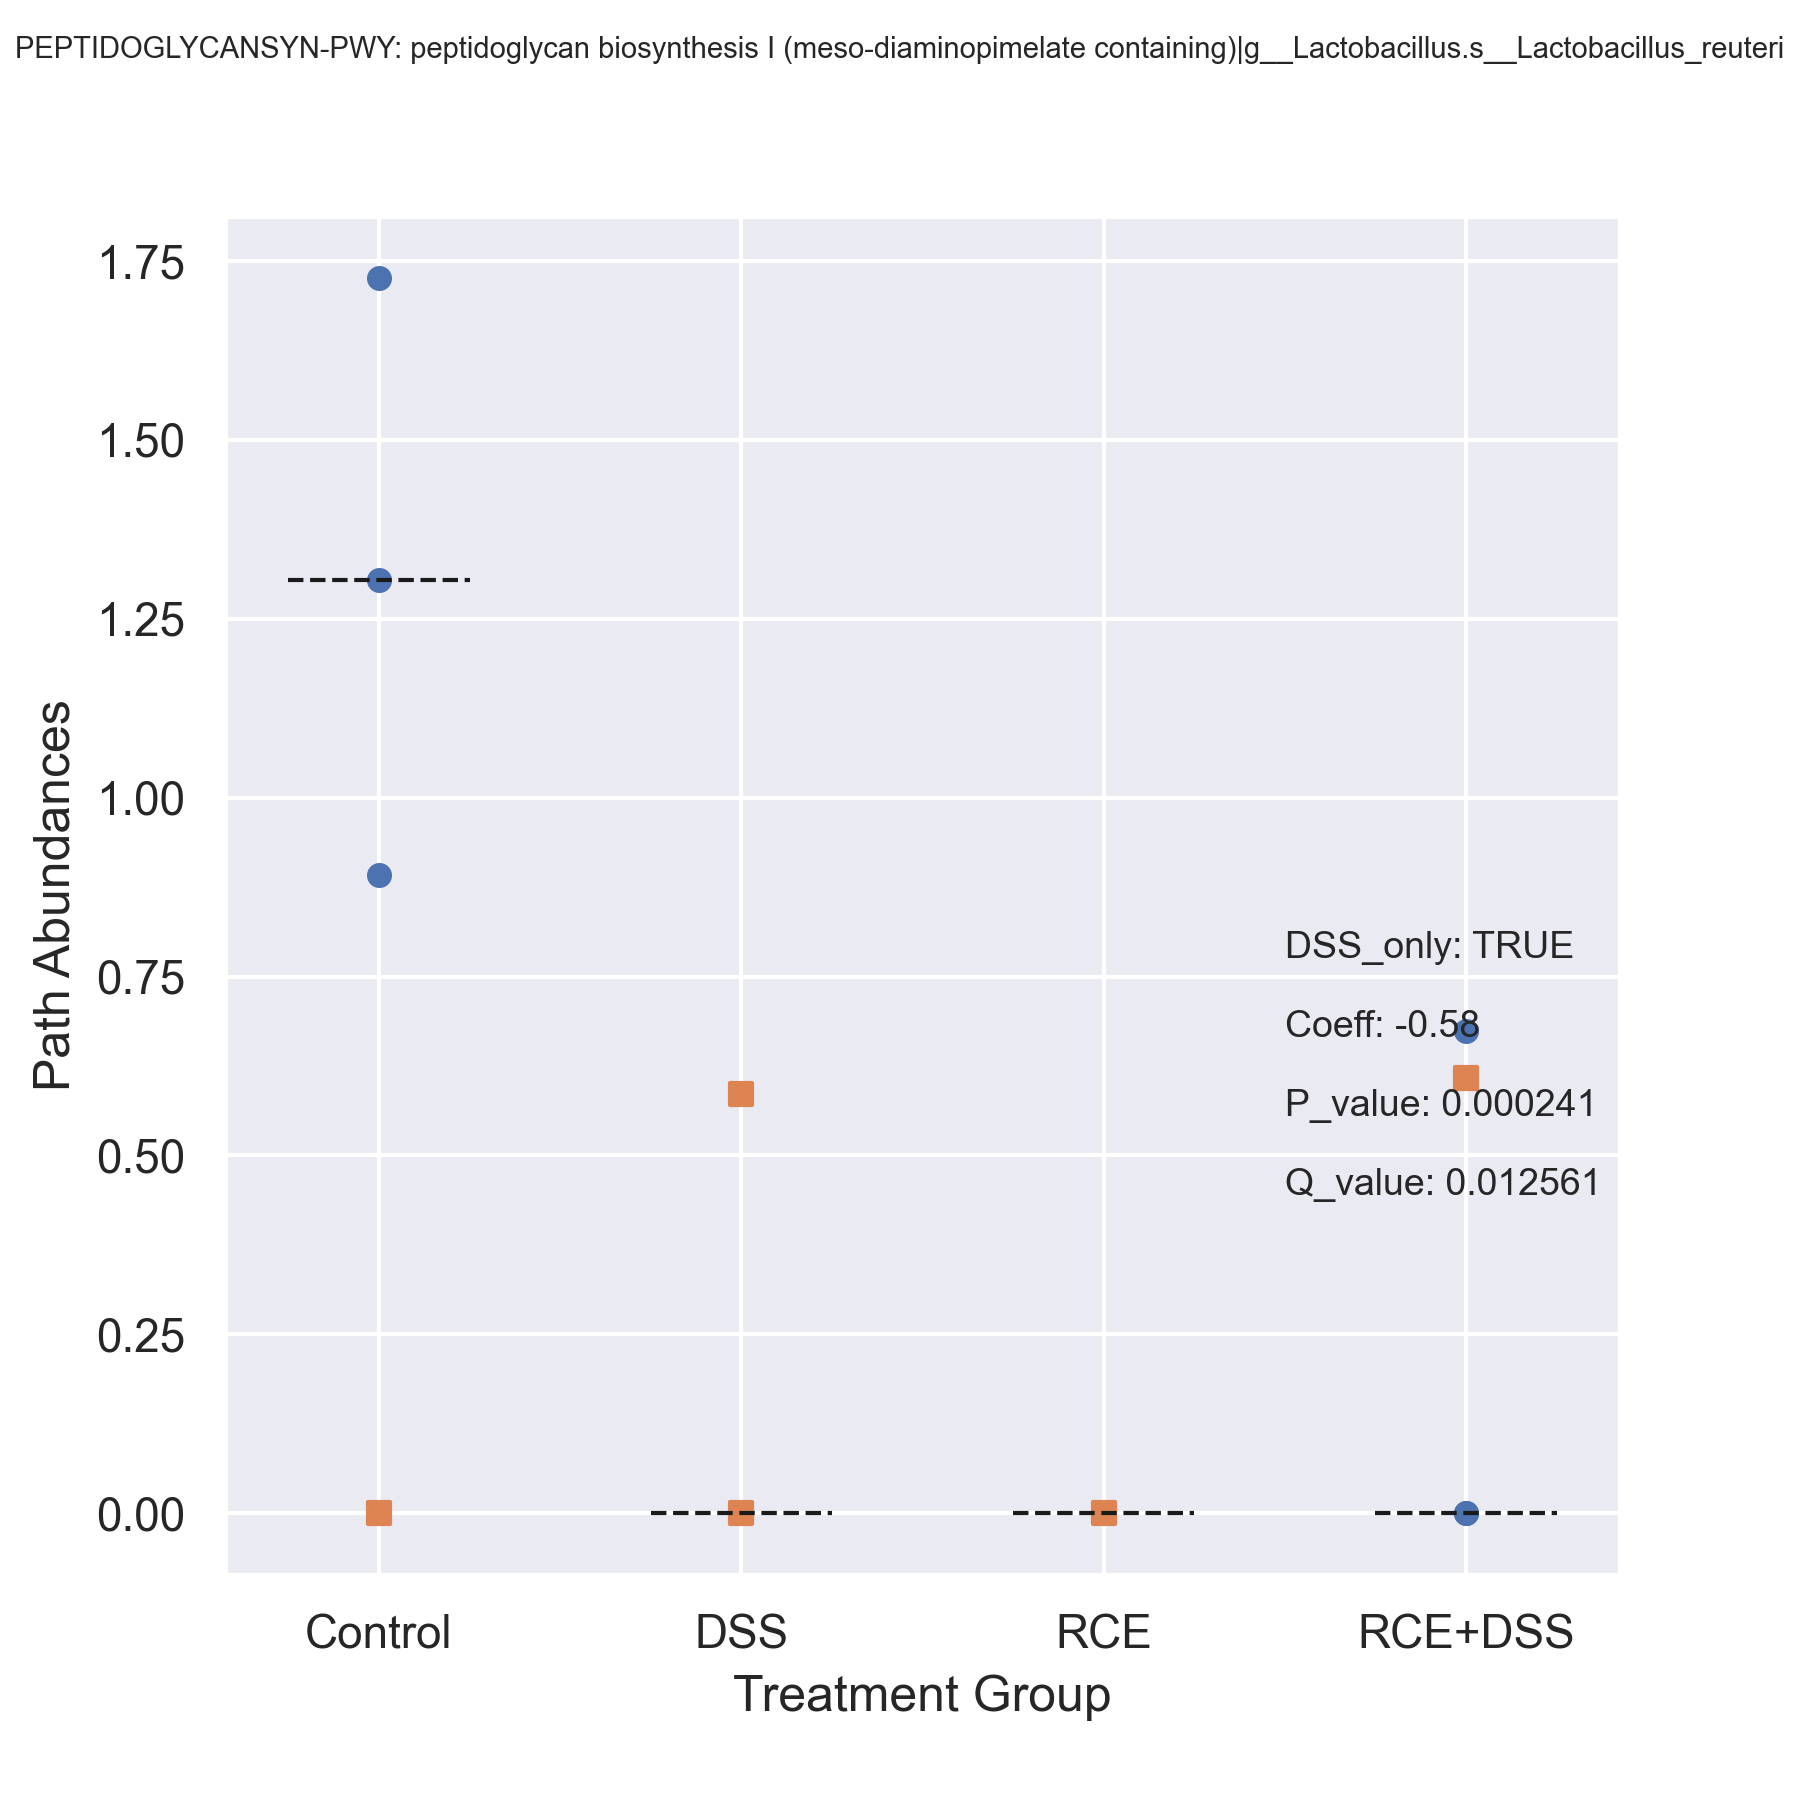 PEPTIDOGLYCANSYN-PWY: peptidoglycan biosynthesis I (meso-diaminopimelate containing)|g__Lactobacillus.s__Lactobacillus_reuteri
1.75
1.50
1.25
1.00
0.75
0.50
0.25
0.00
Path Abundances
DSS_only: TRUE
Coeff: -0.58
P_value: 0.000241
Q_value: 0.012561
Control
DSS
RCE
RCE+DSS
Treatment Group